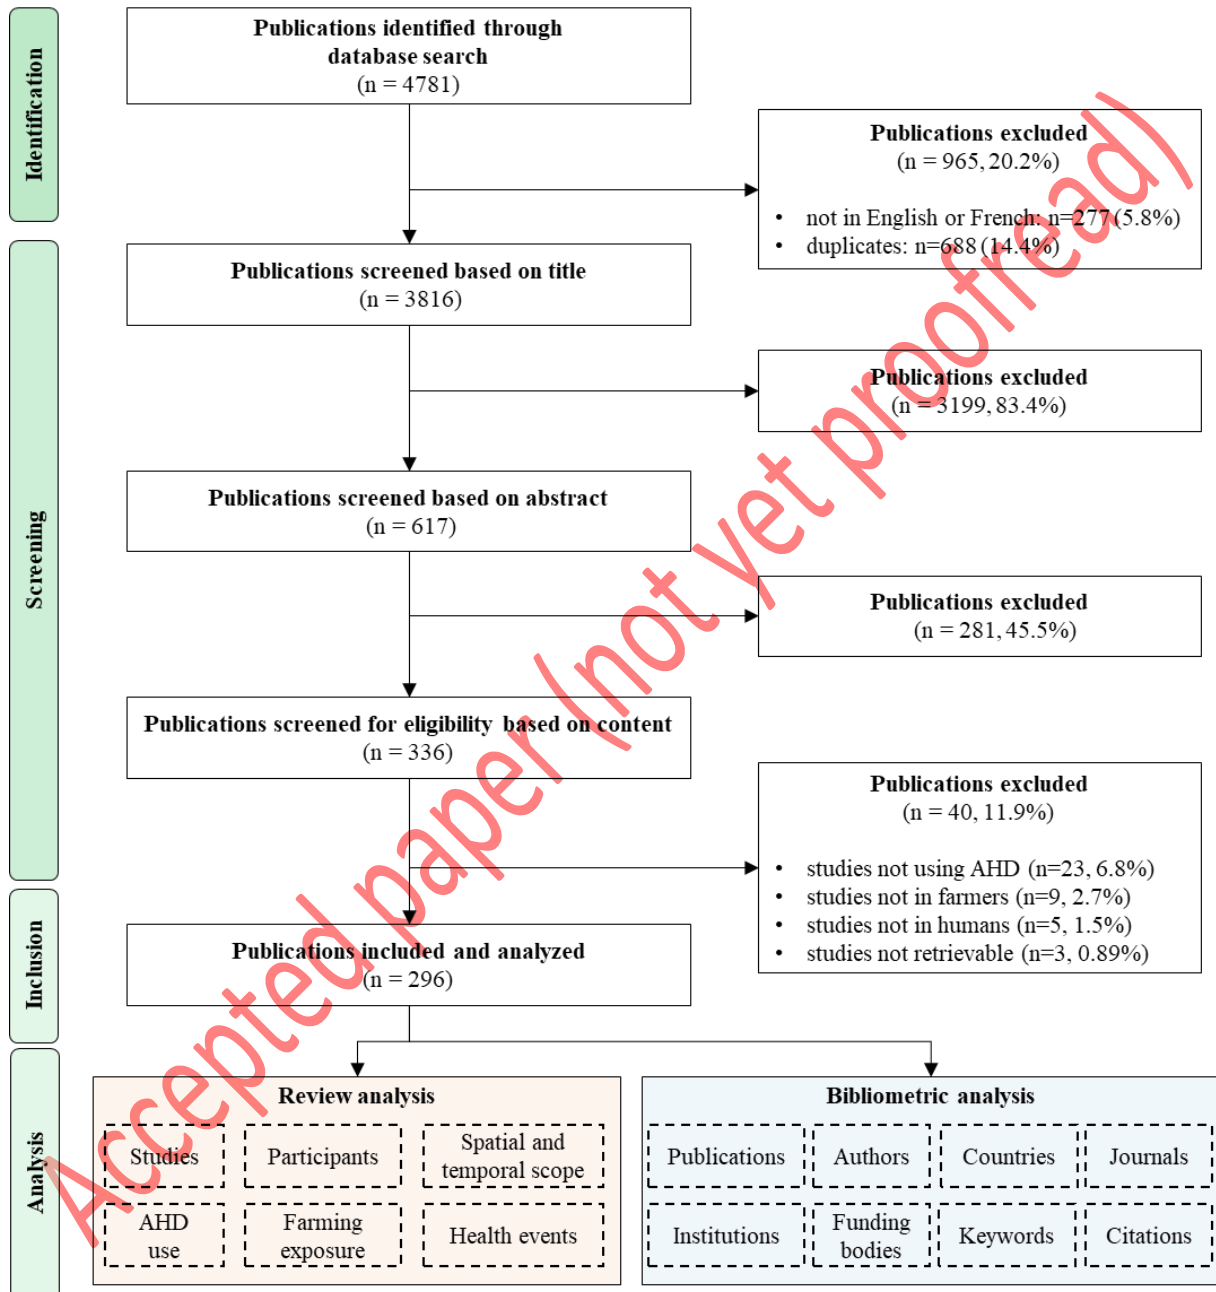 Identification
Publications identified through
database search
(n = 4781)
Publications excluded
(n = 965, 20.2%)
• not in English or French: n=277 (5.8%)
• duplicates: n=688 (14.4%)
Screening
Publications screened based on title
(n = 3816)
Publications excluded
(n = 3199, 83.4%)
Publications screened based on abstract
(n = 617)
Publications excluded
(n = 281, 45.5%)
Publications screened for eligibility based on content
(n = 336)
Publications excluded
(n = 40, 11.9%)
• studies not using AHD (n=23, 6.8%)
• studies not in farmers (n=9, 2.7%)
• studies not in humans (n=5, 1.5%)
• studies not retrievable (n=3, 0.89%)
Inclusion
Publications included and analyzed
(n = 296)
Analysis
Review analysis
Studies
Participants
Spatial and
temporal scope
AHD
use
Farming
exposure
Health events
Bibliometric analysis
Publications
Authors
Countries
Journals
Institutions
Funding
bodies
Keywords
Citations
Accepted paper (not yet proofread)